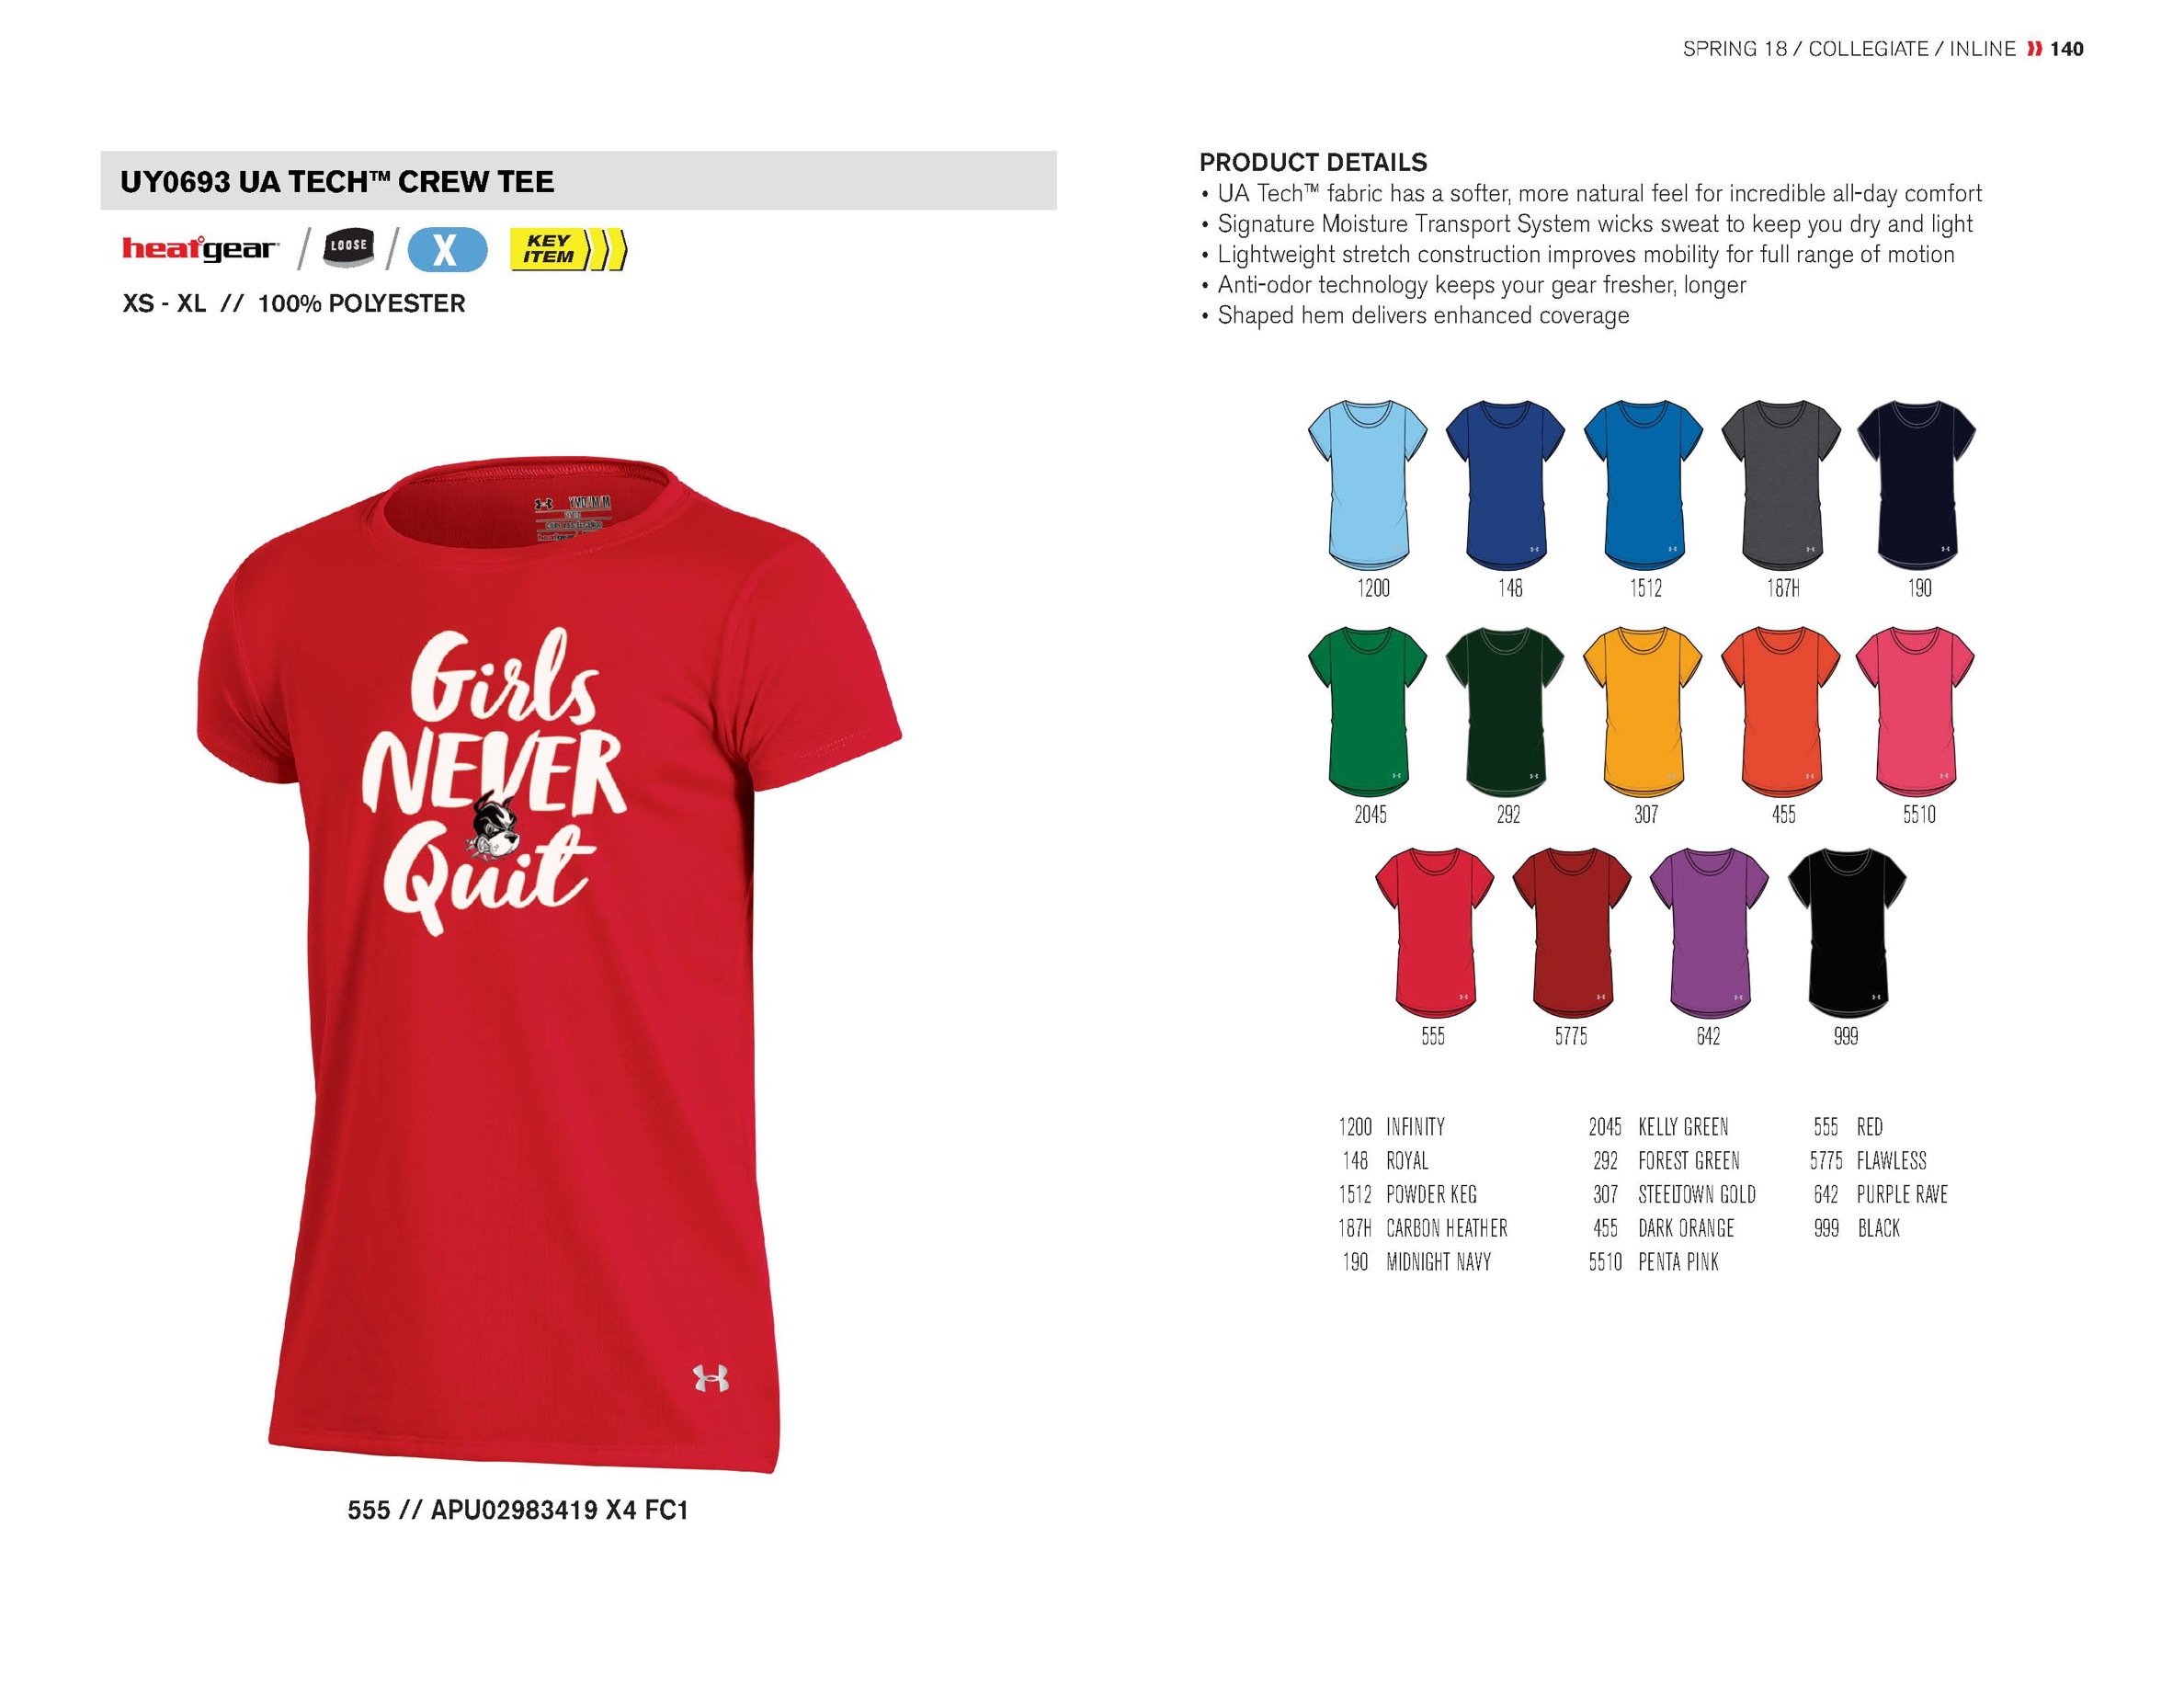 SPRING 18 / COLLEGIATE / INLINE 140
UY0693 UA TECH™ CREW TEE
heatgear / LOOSE / X KEY ITEM
XS - XL // 100% POLYESTER
Girls
NEVER
Quit
555 // APU02983419 X4 FC1
PRODUCT DETAILS
• UA Tech™ fabric has a softer, more natural feel for incredible all-day comfort
• Signature Moisture Transport System wicks sweat to keep you dry and light
• Lightweight stretch construction improves mobility for full range of motion
• Anti-odor technology keeps your gear fresher, longer
• Shaped hem delivers enhanced coverage
1200 148 1512 187H 190
2045 292 307 455 5510
555 5775 642 999
1200 INFINITY
148 ROYAL
1512 POWDER KEG
187H CARBON HEATHER
190 MIDNIGHT NAVY
2045 KELLY GREEN
292 FOREST GREEN
307 STEELTOWN GOLD
455 DARK ORANGE
5510 PENTA PINK
555 RED
5775 FLAWLESS
642 PURPLE RAVE
999 BLACK